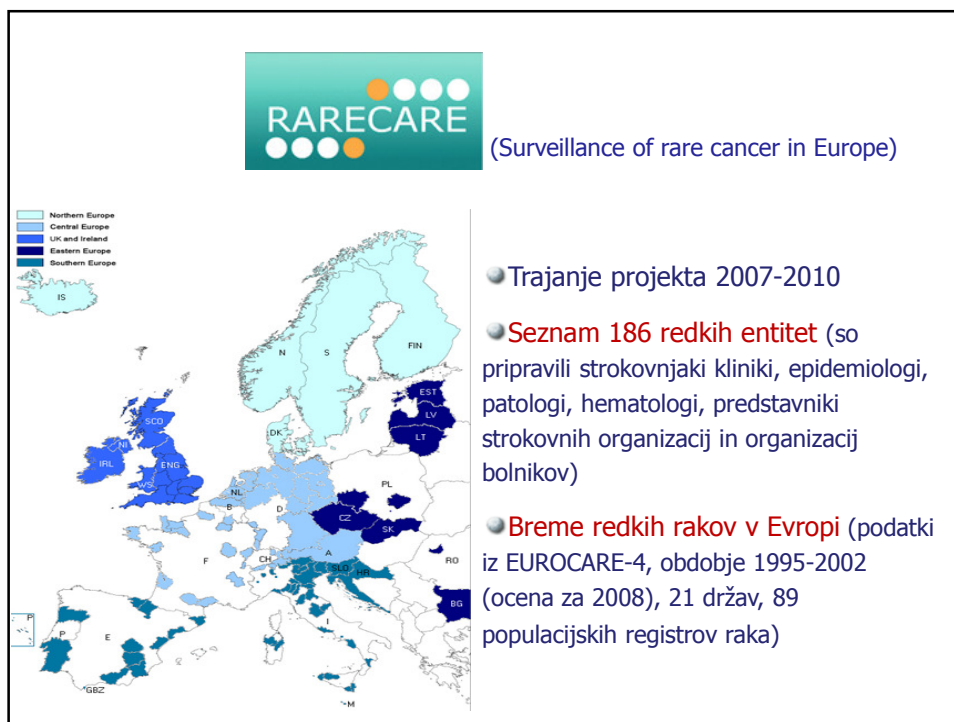 RARECARE
(Surveillance of rare cancer in Europe)
Northern Europe
Central Europe
UK and Ireland
Eastern Europe
Southern Europe
IS
N
S
FIN
EST
LV
LT
DK
SCO
NI
IRL
ENG
WS
NL
B
D
PL
CZ
SK
F
CH
A
SLO
HR
RO
BG
I
P
P
E
GBZ
M
Trajanje projekta 2007-2010
Seznam 186 redkih entitet (so
pripravili strokovnjaki kliniki, epidemiologi,
patologi, hematologi, predstavniki
strokovnih organizacij in organizacij
bolnikov)
Breme redkih rakov v Evropi (podatki
iz EUROCARE-4, obdobje 1995-2002
(ocena za 2008), 21 držav, 89
populacijskih registrov raka)